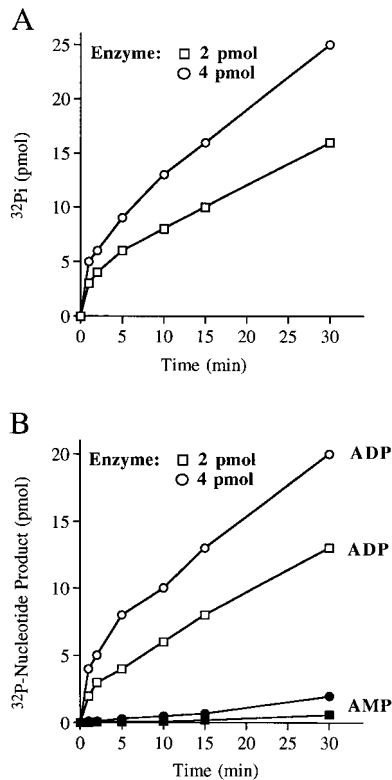 A
Enzyme: □ 2 pmol
○ 4 pmol
25
20
15
10
5
0
³²Pi (pmol)
0 5 10 15 20 25 30
Time (min)
B
Enzyme: □ 2 pmol
○ 4 pmol
20
15
10
5
0
³²P-Nucleotide Product (pmol)
ADP
ADP
AMP
0 5 10 15 20 25 30
Time (min)